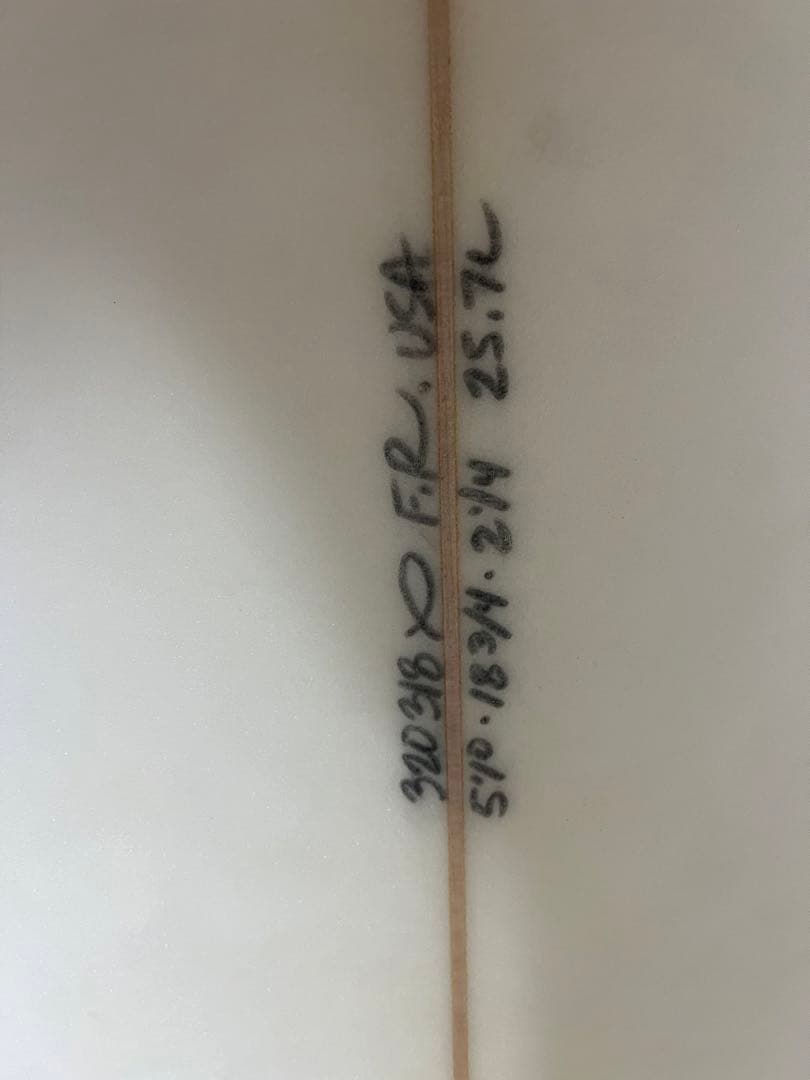 320318 F.R. USA
5'10 · 18 3/4 · 2 1/4 25.7L